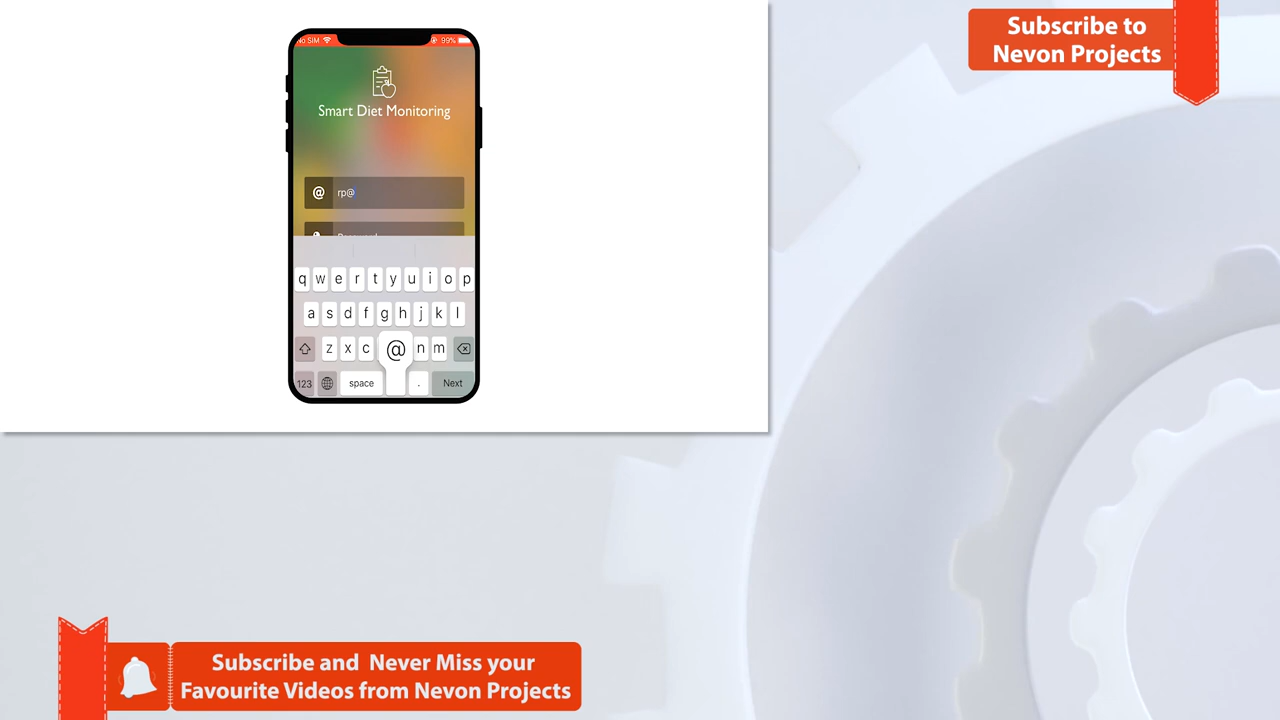 Subscribe to
Nevon Projects
No SIM 99%
Smart Diet Monitoring
@ rp@
q w e r t y u i o p
a s d f g h j k l
z x c @ n m
123 space . Next
Subscribe and Never Miss your
Favourite Videos from Nevon Projects